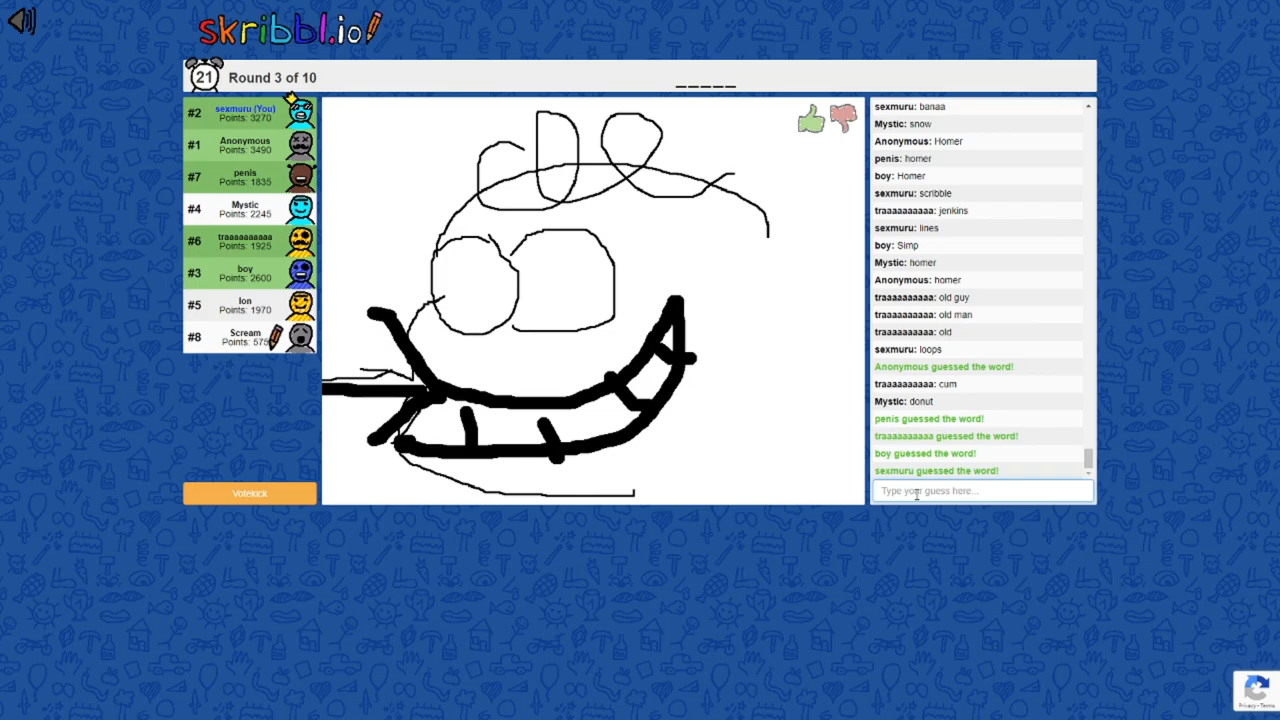 skribbl.io
21
Round 3 of 10
_____
#2 sexmuru (You)
Points: 3270
#1 Anonymous
Points: 3490
#7 penis
Points: 1835
#4 Mystic
Points: 2245
#6 traaaaaaaaaa
Points: 1925
#3 boy
Points: 2600
#5 Ion
Points: 1970
#8 Scream
Points: 575
Votekick
sexmuru: banaa
Mystic: snow
Anonymous: Homer
penis: homer
boy: Homer
sexmuru: scribble
traaaaaaaaaa: jenkins
sexmuru: lines
boy: Simp
Mystic: homer
Anonymous: homer
traaaaaaaaaa: old guy
traaaaaaaaaa: old man
traaaaaaaaaa: old
sexmuru: loops
Anonymous guessed the word!
traaaaaaaaaa: cum
Mystic: donut
penis guessed the word!
traaaaaaaaaa guessed the word!
boy guessed the word!
sexmuru guessed the word!
Type your guess here...
Privacy - Terms